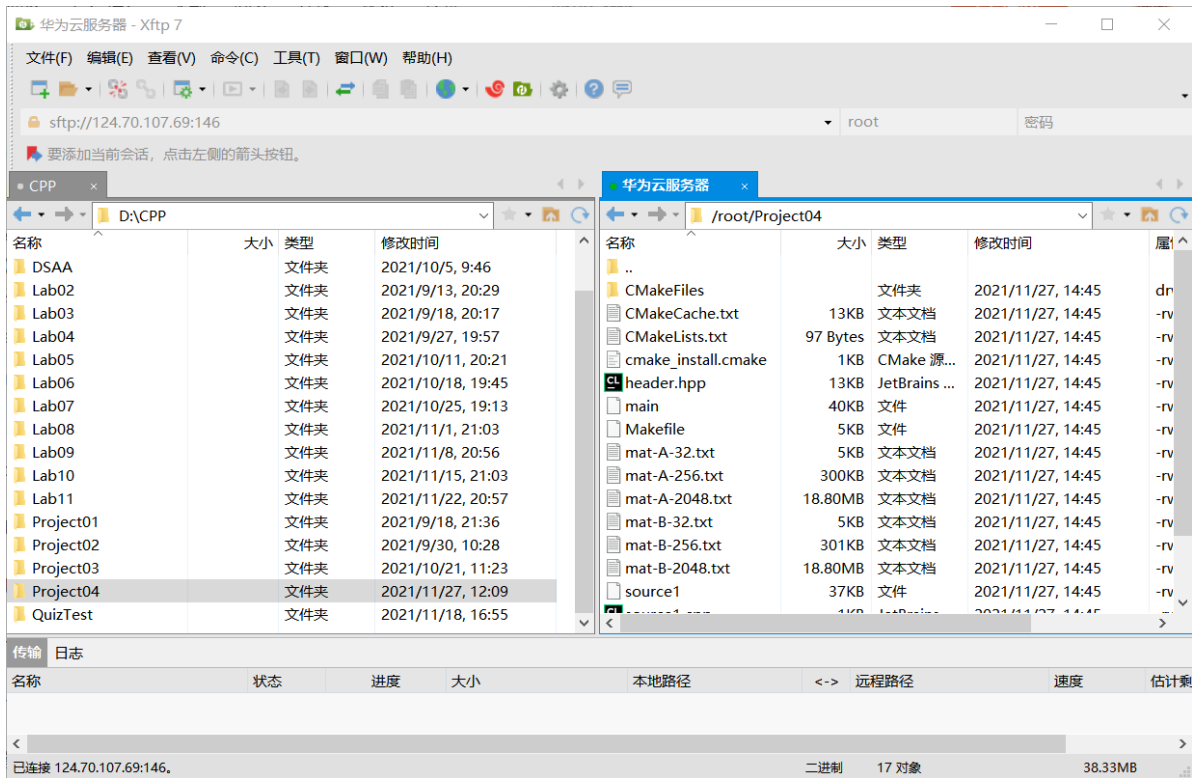 华为云服务器 - Xftp 7
文件(F) 编辑(E) 查看(V) 命令(C) 工具(T) 窗口(W) 帮助(H)
sftp://124.70.107.69:146 root 密码
要添加当前会话，点击左侧的箭头按钮。
CPP ×
D:\CPP
名称 大小 类型 修改时间
DSAA 文件夹 2021/10/5, 9:46
Lab02 文件夹 2021/9/13, 20:29
Lab03 文件夹 2021/9/18, 20:17
Lab04 文件夹 2021/9/27, 19:57
Lab05 文件夹 2021/10/11, 20:21
Lab06 文件夹 2021/10/18, 19:45
Lab07 文件夹 2021/10/25, 19:13
Lab08 文件夹 2021/11/1, 21:03
Lab09 文件夹 2021/11/8, 20:56
Lab10 文件夹 2021/11/15, 21:03
Lab11 文件夹 2021/11/22, 20:57
Project01 文件夹 2021/9/18, 21:36
Project02 文件夹 2021/9/30, 10:28
Project03 文件夹 2021/10/21, 11:23
Project04 文件夹 2021/11/27, 12:09
QuizTest 文件夹 2021/11/18, 16:55
华为云服务器 ×
/root/Project04
名称 大小 类型 修改时间
..
CMakeFiles 文件夹 2021/11/27, 14:45
CMakeCache.txt 13KB 文本文档 2021/11/27, 14:45 -rw
CMakeLists.txt 97 Bytes 文本文档 2021/11/27, 14:45 -rw
cmake_install.cmake 1KB CMake 源... 2021/11/27, 14:45 -rw
header.hpp 13KB JetBrains ... 2021/11/27, 14:45 -rw
main 40KB 文件 2021/11/27, 14:45 -rw
Makefile 5KB 文件 2021/11/27, 14:45 -rw
mat-A-32.txt 5KB 文本文档 2021/11/27, 14:45 -rw
mat-A-256.txt 300KB 文本文档 2021/11/27, 14:45 -rw
mat-A-2048.txt 18.80MB 文本文档 2021/11/27, 14:45 -rw
mat-B-32.txt 5KB 文本文档 2021/11/27, 14:45 -rw
mat-B-256.txt 301KB 文本文档 2021/11/27, 14:45 -rw
mat-B-2048.txt 18.80MB 文本文档 2021/11/27, 14:45 -rw
source1 37KB 文件 2021/11/27, 14:45 -rw
传输 日志
名称 状态 进度 大小 本地路径 <-> 远程路径 速度 估计剩
已连接 124.70.107.69:146。 二进制 17 对象 38.33MB